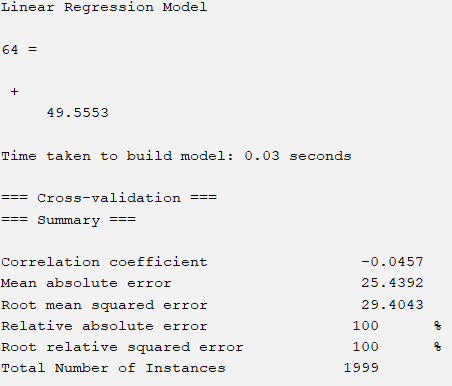 Linear Regression Model
64 =
+
49.5553
Time taken to build model: 0.03 seconds
=== Cross-validation ===
=== Summary ===
Correlation coefficient -0.0457
Mean absolute error 25.4392
Root mean squared error 29.4043
Relative absolute error 100 %
Root relative squared error 100 %
Total Number of Instances 1999